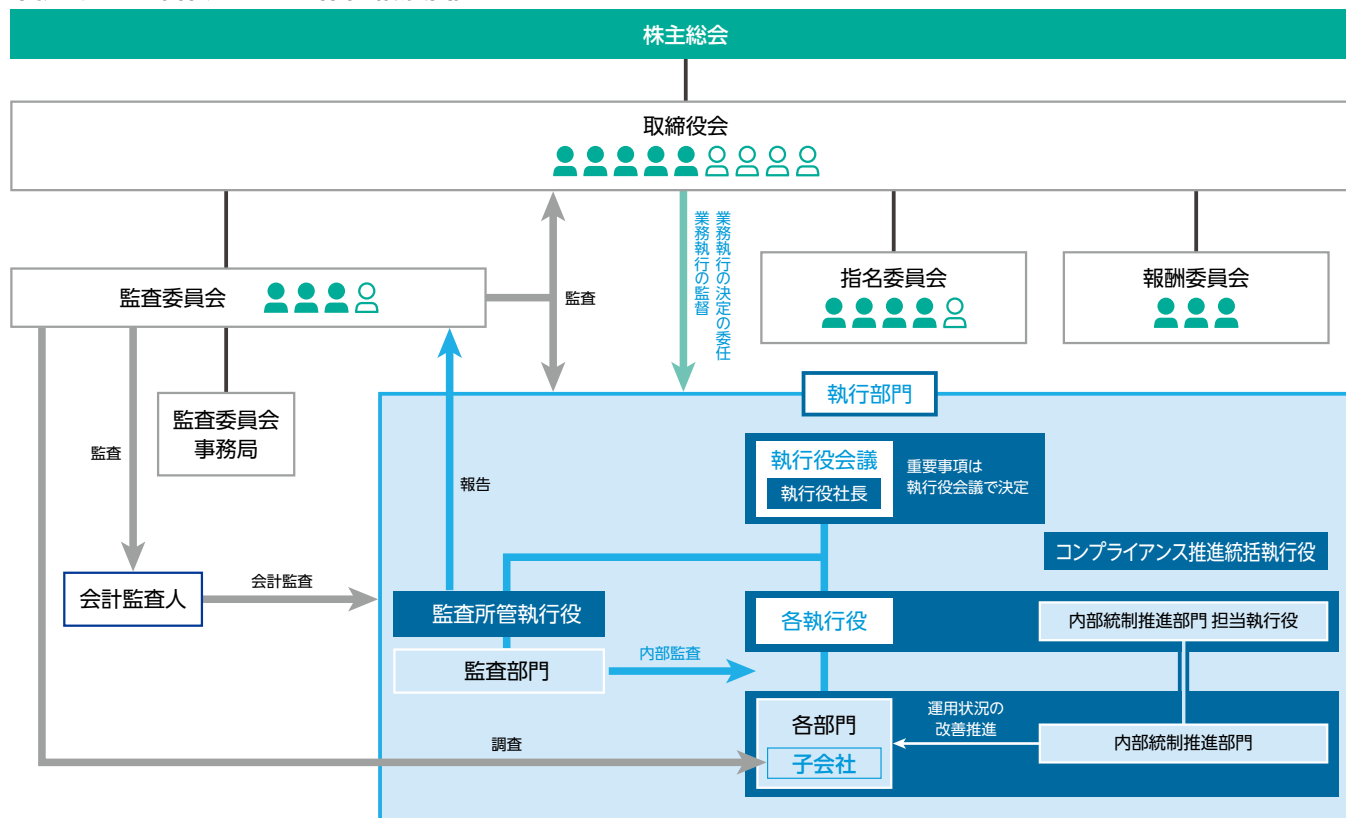 株主総会
取締役会
業務執行の決定の委任
業務執行の監督
監査
監査委員会
指名委員会
報酬委員会
執行部門
監査委員会
事務局
監査
報告
執行役会議
執行役社長
重要事項は
執行役会議で決定
コンプライアンス推進統括執行役
会計監査人
会計監査
監査所管執行役
各執行役
内部統制推進部門 担当執行役
監査部門
内部監査
各部門
子会社
運用状況の
改善推進
内部統制推進部門
調査